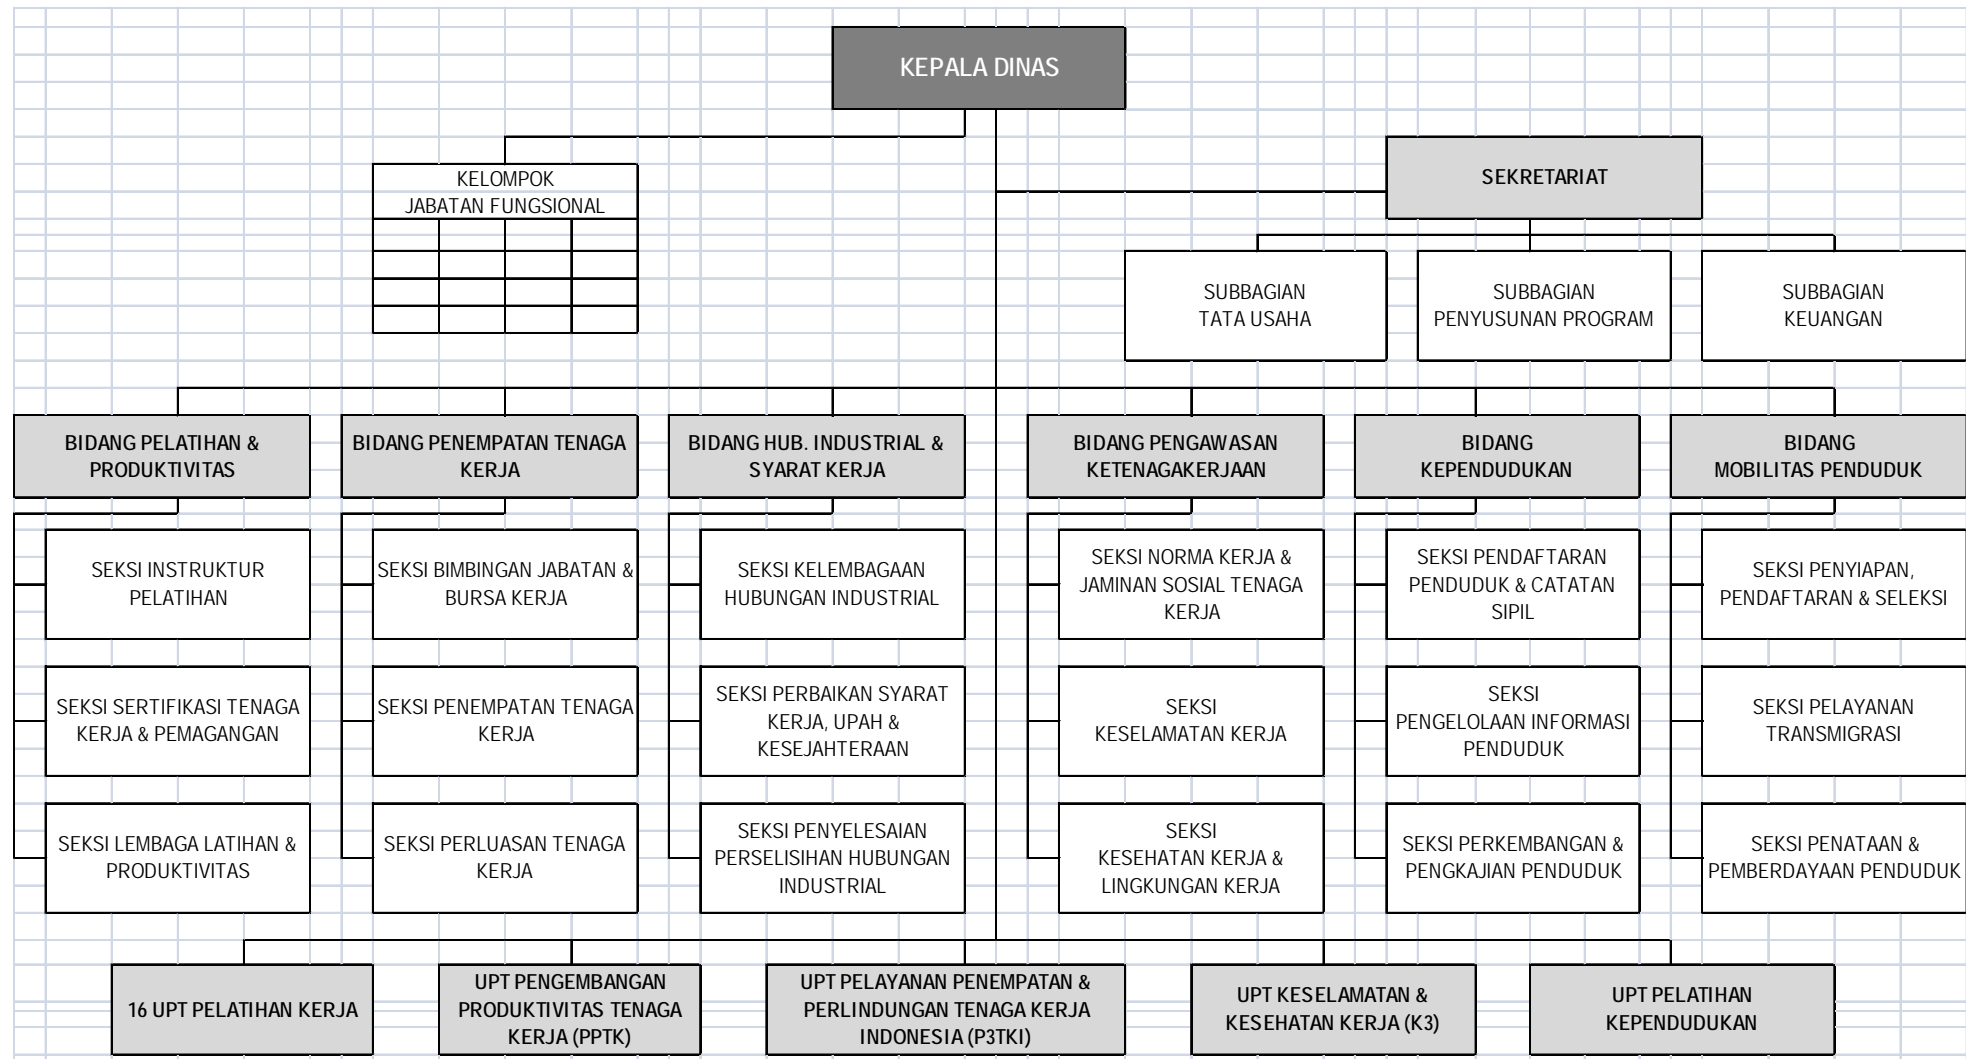 KEPALA DINAS
KELOMPOK
JABATAN FUNGSIONAL
SEKRETARIAT
SUBBAGIAN
TATA USAHA
SUBBAGIAN
PENYUSUNAN PROGRAM
SUBBAGIAN
KEUANGAN
BIDANG PELATIHAN &
PRODUKTIVITAS
BIDANG PENEMPATAN TENAGA
KERJA
BIDANG HUB. INDUSTRIAL &
SYARAT KERJA
BIDANG PENGAWASAN
KETENAGAKERJAAN
BIDANG
KEPENDUDUKAN
BIDANG
MOBILITAS PENDUDUK
SEKSI INSTRUKTUR
PELATIHAN
SEKSI BIMBINGAN JABATAN &
BURSA KERJA
SEKSI KELEMBAGAAN
HUBUNGAN INDUSTRIAL
SEKSI NORMA KERJA &
JAMINAN SOSIAL TENAGA
KERJA
SEKSI PENDAFTARAN
PENDUDUK & CATATAN
SIPIL
SEKSI PENYIAPAN,
PENDAFTARAN & SELEKSI
SEKSI SERTIFIKASI TENAGA
KERJA & PEMAGANGAN
SEKSI PENEMPATAN TENAGA
KERJA
SEKSI PERBAIKAN SYARAT
KERJA, UPAH &
KESEJAHTERAAN
SEKSI
KESELAMATAN KERJA
SEKSI
PENGELOLAAN INFORMASI
PENDUDUK
SEKSI PELAYANAN
TRANSMIGRASI
SEKSI LEMBAGA LATIHAN &
PRODUKTIVITAS
SEKSI PERLUASAN TENAGA
KERJA
SEKSI PENYELESAIAN
PERSELISIHAN HUBUNGAN
INDUSTRIAL
SEKSI
KESEHATAN KERJA &
LINGKUNGAN KERJA
SEKSI PERKEMBANGAN &
PENGKAJIAN PENDUDUK
SEKSI PENATAAN &
PEMBERDAYAAN PENDUDUK
16 UPT PELATIHAN KERJA
UPT PENGEMBANGAN
PRODUKTIVITAS TENAGA
KERJA (PPTK)
UPT PELAYANAN PENEMPATAN &
PERLINDUNGAN TENAGA KERJA
INDONESIA (P3TKI)
UPT KESELAMATAN &
KESEHATAN KERJA (K3)
UPT PELATIHAN
KEPENDUDUKAN